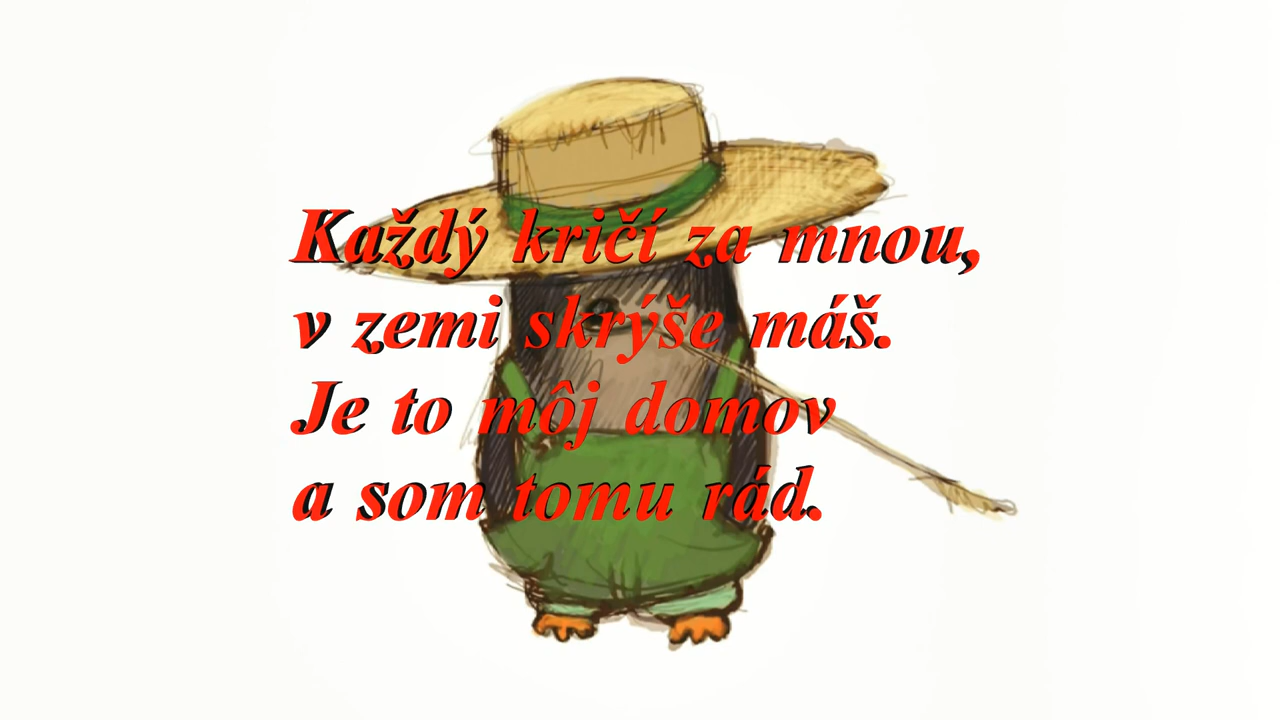 Každý kričí za mnou,
v zemi skrýše máš.
Je to môj domov
a som tomu rád.